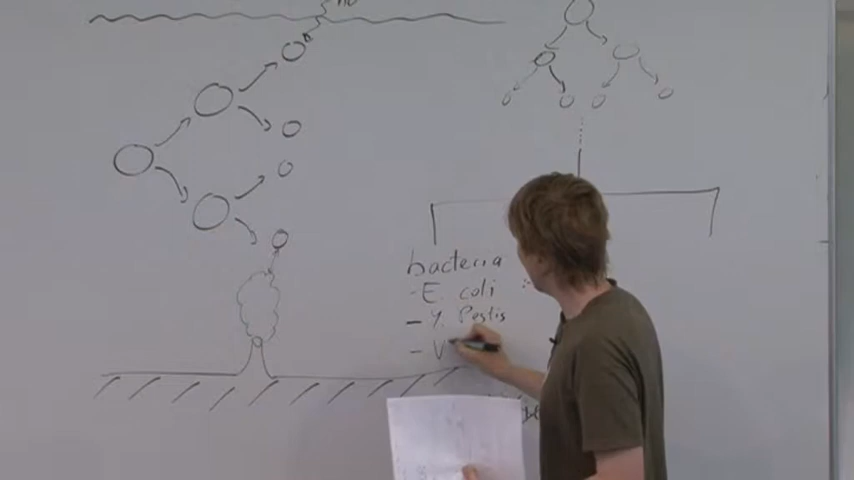 bacteria
- E. coli
- Y. Pestis
- V